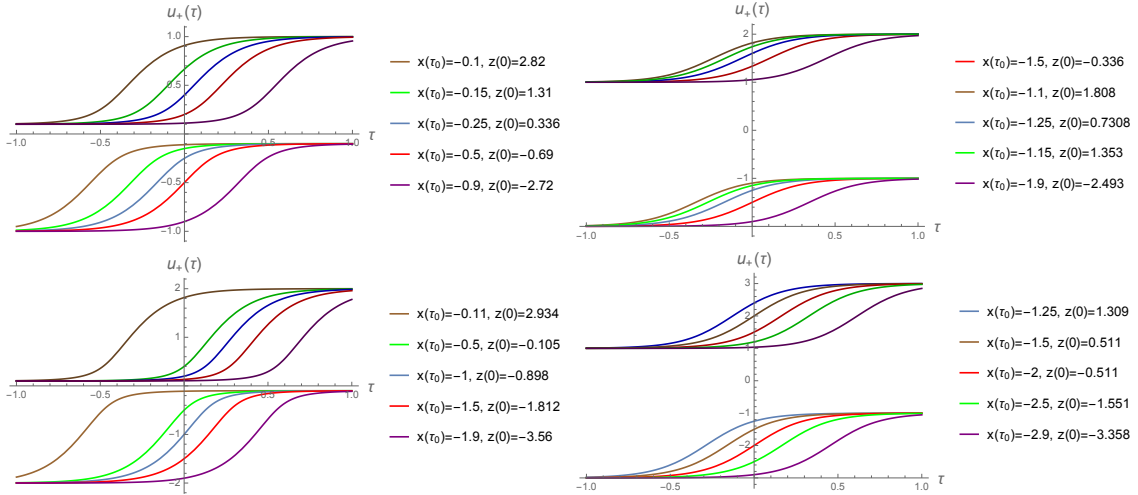 u₊(τ)
1.0
0.5
-1.0
-0.5
0.5
1.0
τ
-0.5
-1.0
x(τ₀)=-0.1, z(0)=2.82
x(τ₀)=-0.15, z(0)=1.31
x(τ₀)=-0.25, z(0)=0.336
x(τ₀)=-0.5, z(0)=-0.69
x(τ₀)=-0.9, z(0)=-2.72
u₊(τ)
2
1
0
-1
-1.0
-0.5
0.5
1.0
τ
x(τ₀)=-1.5, z(0)=-0.336
x(τ₀)=-1.1, z(0)=1.808
x(τ₀)=-1.25, z(0)=0.7308
x(τ₀)=-1.15, z(0)=1.353
x(τ₀)=-1.9, z(0)=-2.493
u₊(τ)
2
1
-1.0
-0.5
0.5
1.0
τ
-1
-2
x(τ₀)=-0.11, z(0)=2.934
x(τ₀)=-0.5, z(0)=-0.105
x(τ₀)=-1, z(0)=-0.898
x(τ₀)=-1.5, z(0)=-1.812
x(τ₀)=-1.9, z(0)=-3.56
u₊(τ)
3
2
1
-1
-2
-1.0
-0.5
0.5
1.0
τ
x(τ₀)=-1.25, z(0)=1.309
x(τ₀)=-1.5, z(0)=0.511
x(τ₀)=-2, z(0)=-0.511
x(τ₀)=-2.5, z(0)=-1.551
x(τ₀)=-2.9, z(0)=-3.358